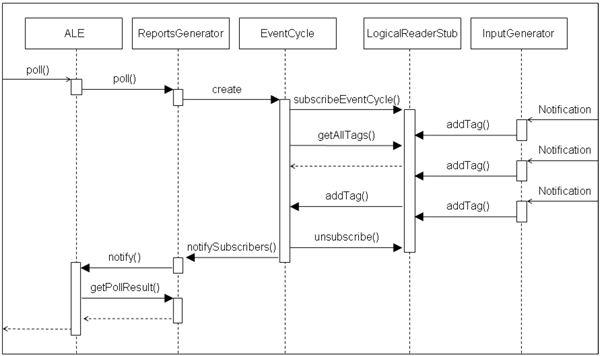 ALE
ReportsGenerator
EventCycle
LogicalReaderStub
InputGenerator
poll()
poll()
create
subscribeEventCycle()
Notification
addTag()
getAllTags()
Notification
addTag()
Notification
addTag()
addTag()
unsubscribe()
notifySubscribers()
notify()
getPollResult()